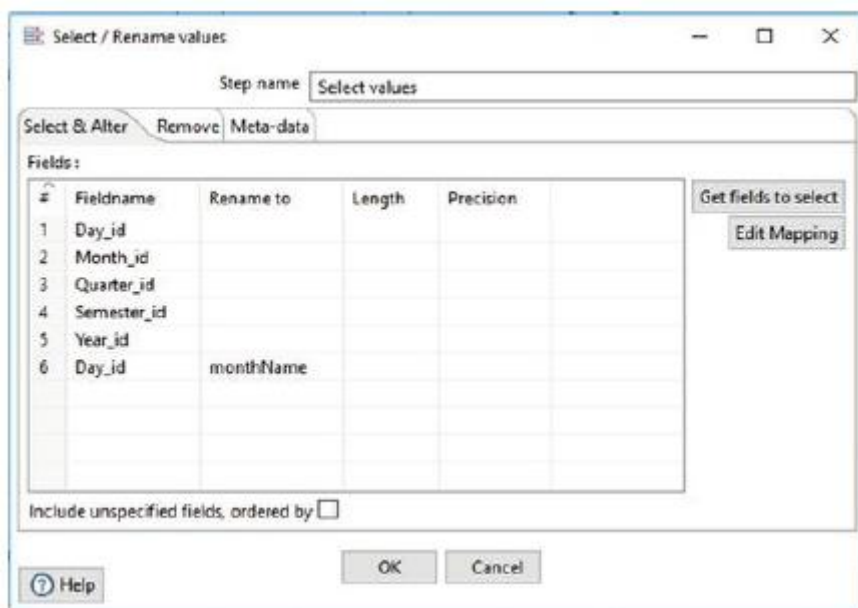 Select / Rename values
Step name Select values
Select & Alter Remove Meta-data
Fields :
# Fieldname Rename to Length Precision
Get fields to select
1 Day_id
Edit Mapping
2 Month_id
3 Quarter_id
4 Semester_id
5 Year_id
6 Day_id monthName
Include unspecified fields, ordered by
OK Cancel
? Help